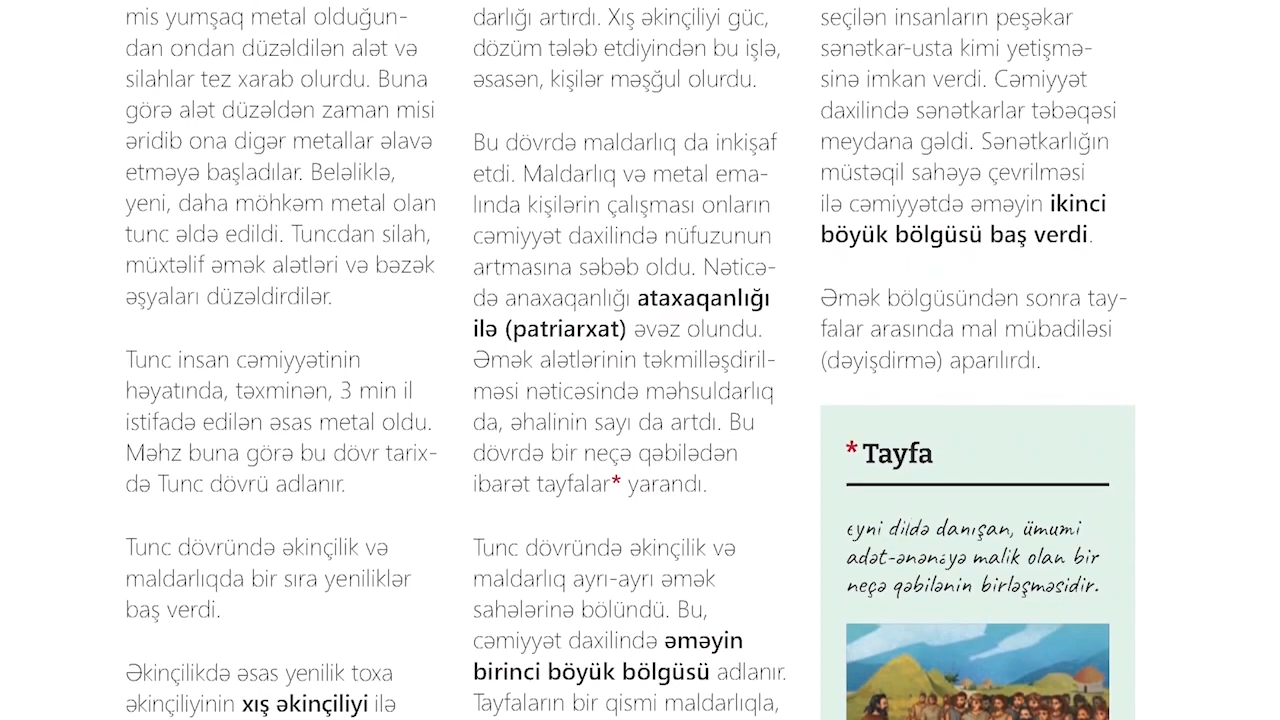 mis yumşaq metal olduğun-
dan ondan düzəldilən alət və
silahlar tez xarab olurdu. Buna
görə alət düzəldən zaman misi
əridib ona digər metallar əlavə
etməyə başladılar. Beləliklə,
yeni, daha möhkəm metal olan
tunc əldə edildi. Tuncdan silah,
müxtəlif əmək alətləri və bəzək
əşyaları düzəldirdilər.
Tunc insan cəmiyyətinin
həyatında, təxminən, 3 min il
istifadə edilən əsas metal oldu.
Məhz buna görə bu dövr tarix-
də Tunc dövrü adlanır.
Tunc dövründə əkinçilik və
maldarlıqda bir sıra yeniliklər
baş verdi.
Əkinçilikdə əsas yenilik toxa
əkinçiliyinin xış əkinçiliyi ilə
darlığı artırdı. Xış əkinçiliyi güc,
dözüm tələb etdiyindən bu işlə,
əsasən, kişilər məşğul olurdu.
Bu dövrdə maldarlıq da inkişaf
etdi. Maldarlıq və metal ema-
lında kişilərin çalışması onların
cəmiyyət daxilində nüfuzunun
artmasına səbəb oldu. Nəticə-
də anaxaqanlığı ataxaqanlığı
ilə (patriarxat) əvəz olundu.
Əmək alətlərinin təkmilləşdiril-
məsi nəticəsində məhsuldarlıq
da, əhalinin sayı da artdı. Bu
dövrdə bir neçə qəbilədən
ibarət tayfalar* yarandı.
Tunc dövründə əkinçilik və
maldarlıq ayrı-ayrı əmək
sahələrinə bölündü. Bu,
cəmiyyət daxilində əməyin
birinci böyük bölgüsü adlanır.
Tayfaların bir qismi maldarlıqla,
seçilən insanların peşəkar
sənətkar-usta kimi yetişmə-
sinə imkan verdi. Cəmiyyət
daxilində sənətkarlar təbəqəsi
meydana gəldi. Sənətkarlığın
müstəqil sahəyə çevrilməsi
ilə cəmiyyətdə əməyin ikinci
böyük bölgüsü baş verdi.
Əmək bölgüsündən sonra tay-
falar arasında mal mübadiləsi
(dəyişdirmə) aparılırdı.
* Tayfa
eyni dildə danışan, ümumi
adət-ənənəyə malik olan bir
neçə qəbilənin birləşməsidir.